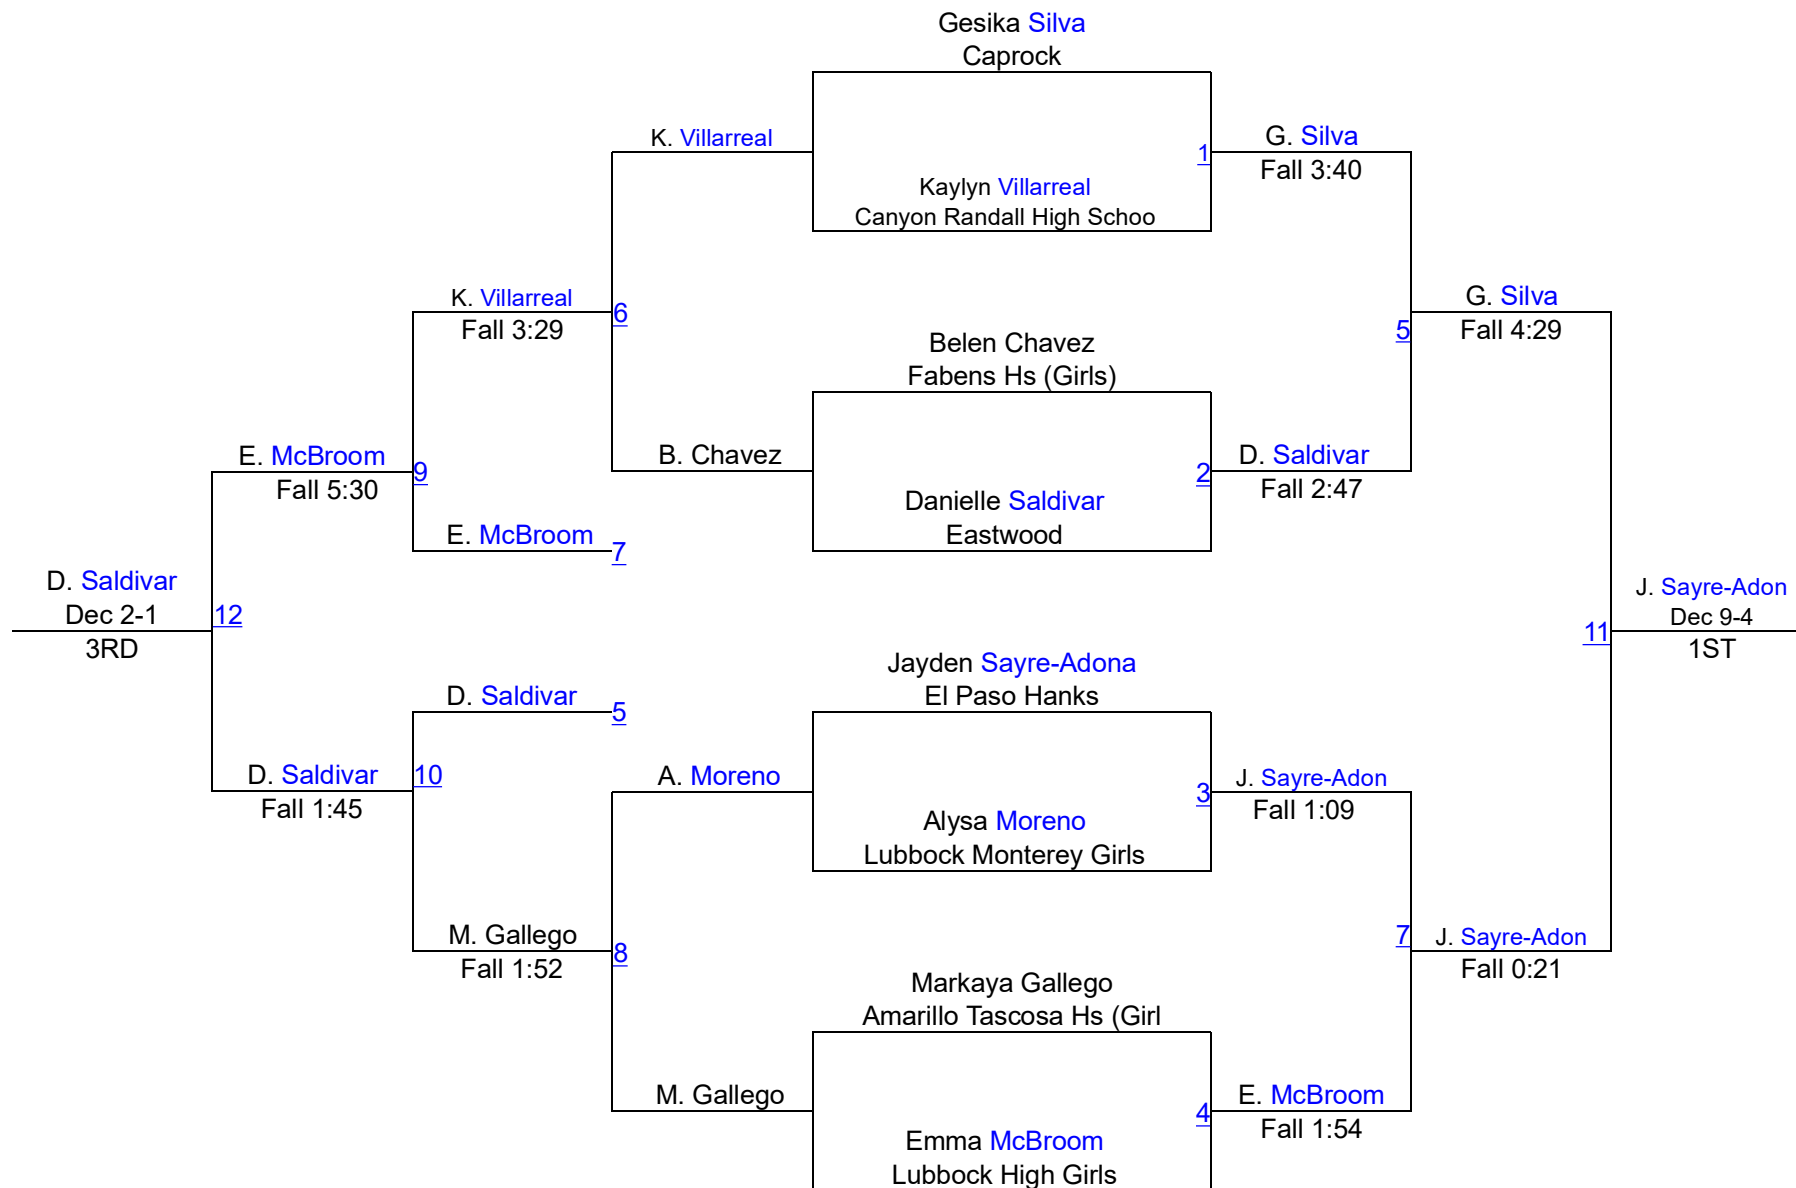 Gesika Silva
Caprock
K. Villarreal
1
G. Silva
Fall 3:40
Kaylyn Villarreal
Canyon Randall High Schoo
K. Villarreal
Fall 3:29
6
G. Silva
Fall 4:29
5
Belen Chavez
Fabens Hs (Girls)
E. McBroom
Fall 5:30
9
B. Chavez
2
D. Saldivar
Fall 2:47
Danielle Saldivar
Eastwood
E. McBroom
7
D. Saldivar
Dec 2-1
3RD
12
J. Sayre-Adon
Dec 9-4
1ST
11
Jayden Sayre-Adona
El Paso Hanks
D. Saldivar
5
D. Saldivar
Fall 1:45
10
A. Moreno
3
J. Sayre-Adon
Fall 1:09
Alysa Moreno
Lubbock Monterey Girls
M. Gallego
Fall 1:52
8
7
J. Sayre-Adon
Fall 0:21
Markaya Gallego
Amarillo Tascosa Hs (Girl
M. Gallego
4
E. McBroom
Fall 1:54
Emma McBroom
Lubbock High Girls